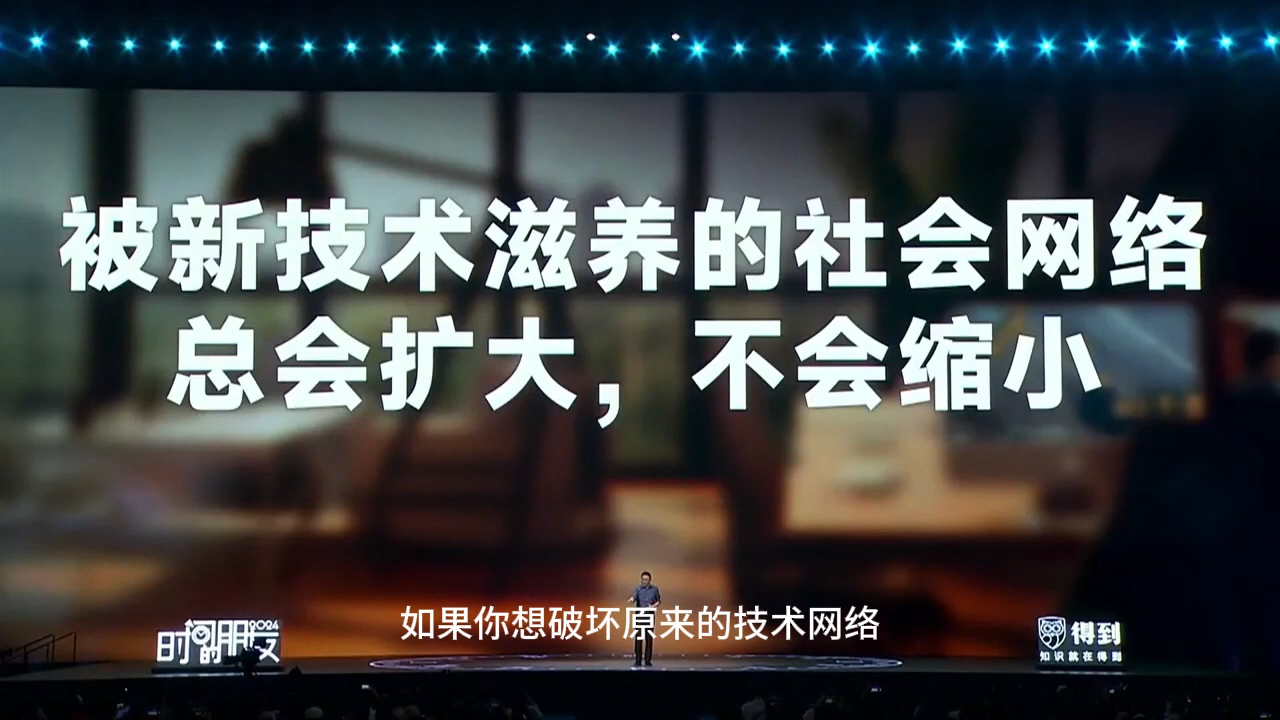 被新技术滋养的社会网络
总会扩大，不会缩小
如果你想破坏原来的技术网络
时间的朋友
2024
得到
知识就在得到